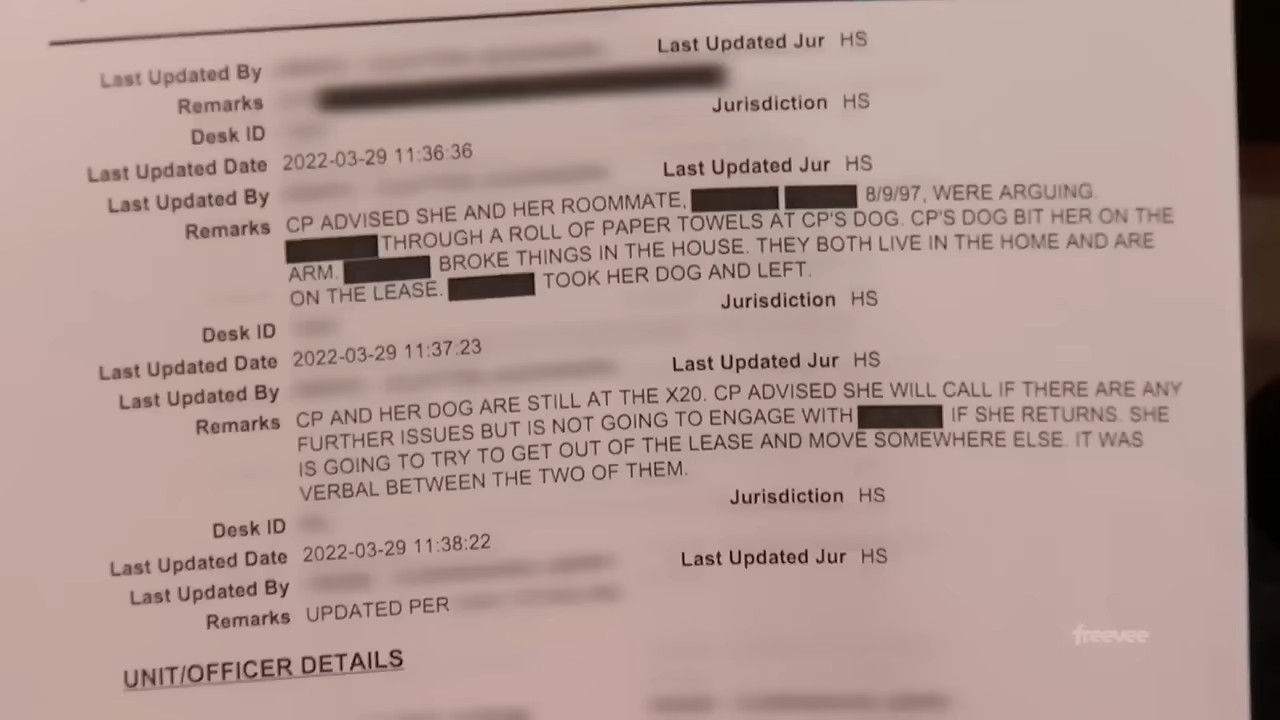 Last Updated Jur HS
Last Updated By
Remarks
Jurisdiction HS
Desk ID
Last Updated Date 2022-03-29 11:36:36
Last Updated Jur HS
Last Updated By
Remarks CP ADVISED SHE AND HER ROOMMATE, 8/9/97, WERE ARGUING.
THROUGH A ROLL OF PAPER TOWELS AT CP'S DOG. CP'S DOG BIT HER ON THE
ARM. BROKE THINGS IN THE HOUSE. THEY BOTH LIVE IN THE HOME AND ARE
ON THE LEASE. TOOK HER DOG AND LEFT.
Jurisdiction HS
Desk ID
Last Updated Date 2022-03-29 11:37:23
Last Updated Jur HS
Last Updated By
Remarks CP AND HER DOG ARE STILL AT THE X20. CP ADVISED SHE WILL CALL IF THERE ARE ANY
FURTHER ISSUES BUT IS NOT GOING TO ENGAGE WITH IF SHE RETURNS. SHE
IS GOING TO TRY TO GET OUT OF THE LEASE AND MOVE SOMEWHERE ELSE. IT WAS
VERBAL BETWEEN THE TWO OF THEM.
Jurisdiction HS
Desk ID
Last Updated Date 2022-03-29 11:38:22
Last Updated Jur HS
Last Updated By
Remarks UPDATED PER
UNIT/OFFICER DETAILS
freevee